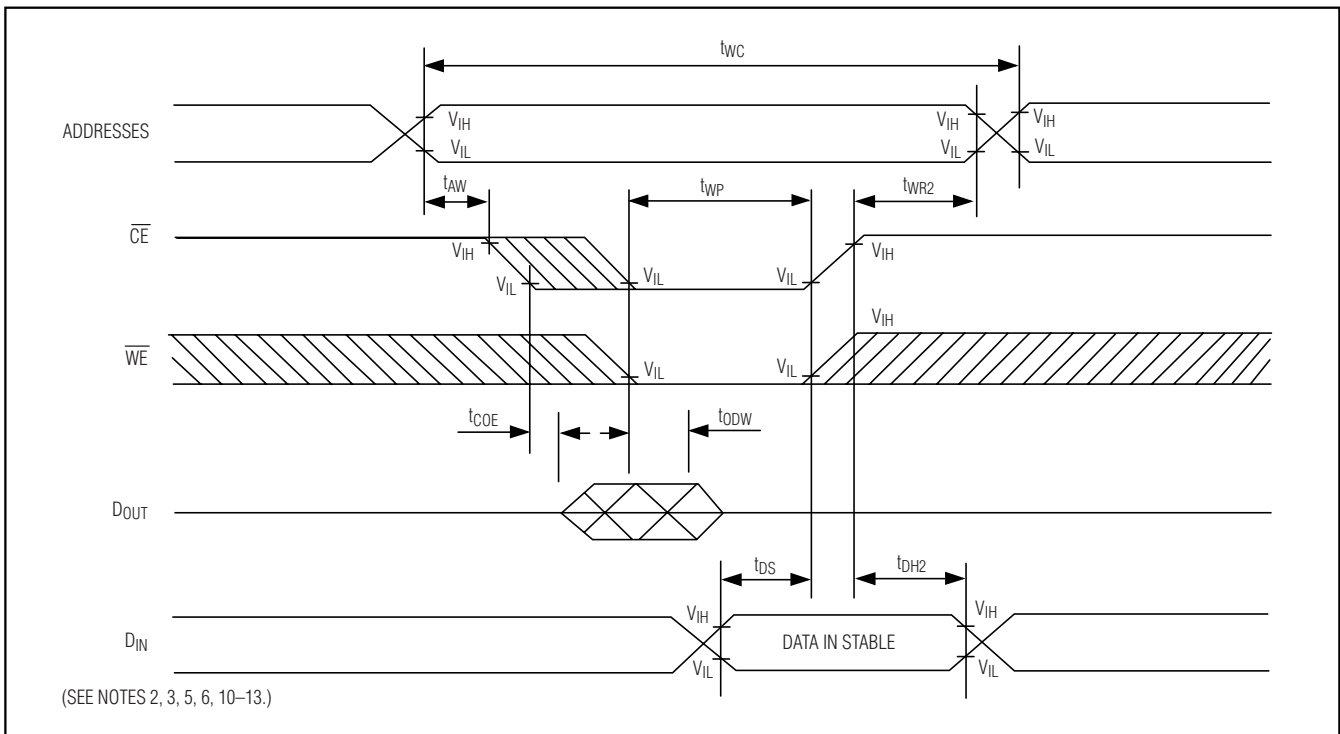 tWC
ADDRESSES
VIH
VIL
VIH
VIL
VIH
VIL
tAW
tWP
tWR2
CE
VIH
VIL
VIL
VIL
VIH
WE
VIL
VIL
VIH
tCOE
tODW
DOUT
tDS
tDH2
DIN
VIH
VIL
DATA IN STABLE
VIH
VIL
(SEE NOTES 2, 3, 5, 6, 10–13.)